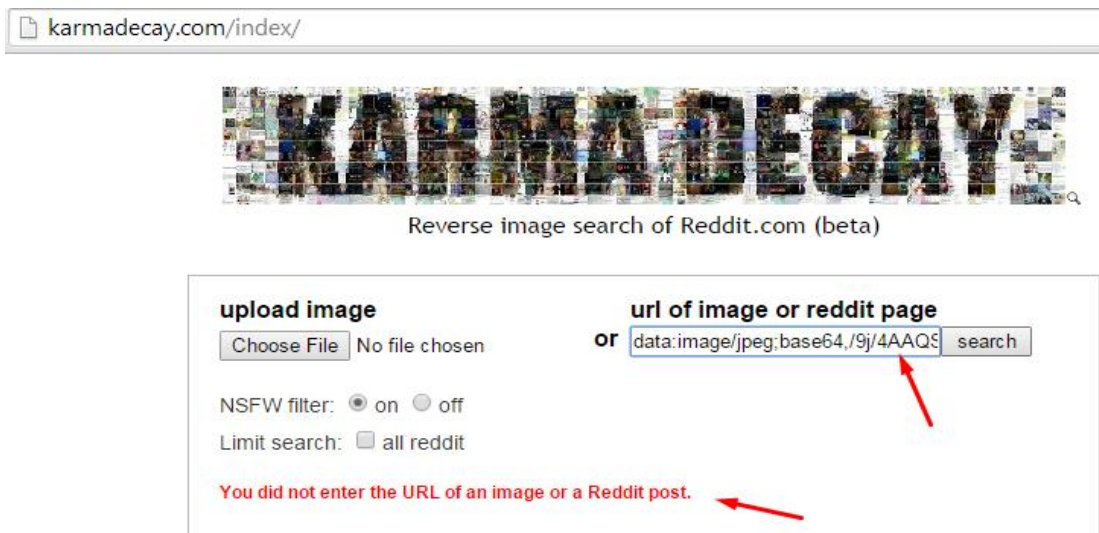 karmadecay.com/index/
KARMA DECAY
Reverse image search of Reddit.com (beta)
upload image
url of image or reddit page
Choose File No file chosen
or data:image/jpeg;base64,/9j/4AAQS search
NSFW filter: on off
Limit search: all reddit
You did not enter the URL of an image or a Reddit post.